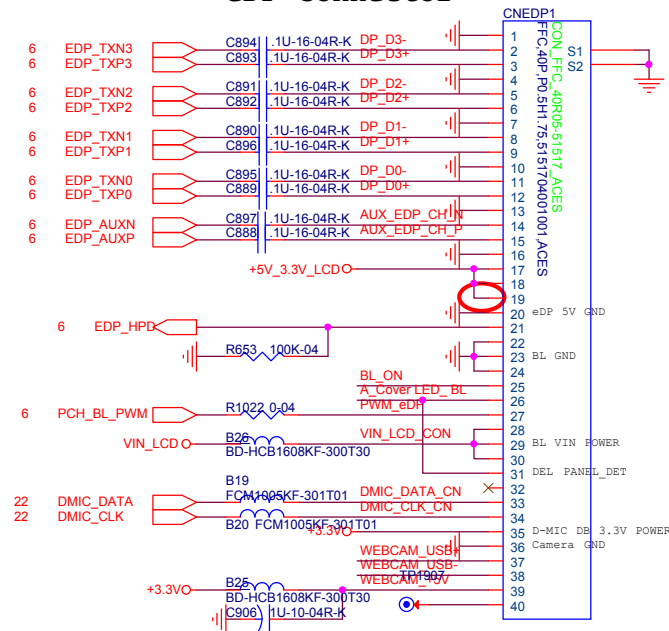 CNEDP1
6 EDP_TXN3 C894 .1U-16-04R-K DP_D3- 1
6 EDP_TXP3 C893 .1U-16-04R-K DP_D3+ 2
3
4
6 EDP_TXN2 C891 .1U-16-04R-K DP_D2- 5
6 EDP_TXP2 C892 .1U-16-04R-K DP_D2+ 6
7
6 EDP_TXN1 C890 .1U-16-04R-K DP_D1- 8
6 EDP_TXP1 C896 .1U-16-04R-K DP_D1+ 9
10
6 EDP_TXN0 C895 .1U-16-04R-K DP_D0- 11
6 EDP_TXP0 C889 .1U-16-04R-K DP_D0+ 12
13
6 EDP_AUXN C897 .1U-16-04R-K AUX_EDP_CH_N 14
6 EDP_AUXP C888 .1U-16-04R-K AUX_EDP_CH_P 15
16
+5V_3.3V_LCD 17
18
19
20 eDP 5V GND
6 EDP_HPD 21
R653 100K-04 22
23 BL GND
24
BL_ON 25
A_Cover LED_ BL 26
6 PCH_BL_PWM R1022 0-04 PWM_eDP 27
28
VIN_LCD B26 VIN_LCD_CON 29 BL VIN POWER
BD-HCB1608KF-300T30 30
31 DEL PANEL_DET
B19 32
FCM1005KF-301T01
22 DMIC_DATA DMIC_DATA_CN 33
22 DMIC_CLK DMIC_CLK_CN 34
B20 FCM1005KF-301T01
+3.3V 35 D-MIC DB 3.3V POWER
36 Camera GND
WEBCAM_USB+ 37
WEBCAM_USB- 38
TP1907
+3.3V B25 WEBCAM_+5V 39
BD-HCB1608KF-300T30
C906 1U-10-04R-K 40
S1
S2
CON_FFC_40R05-51517_ACES
FFC,40P,P0.5H1.75,5151704001001,ACES